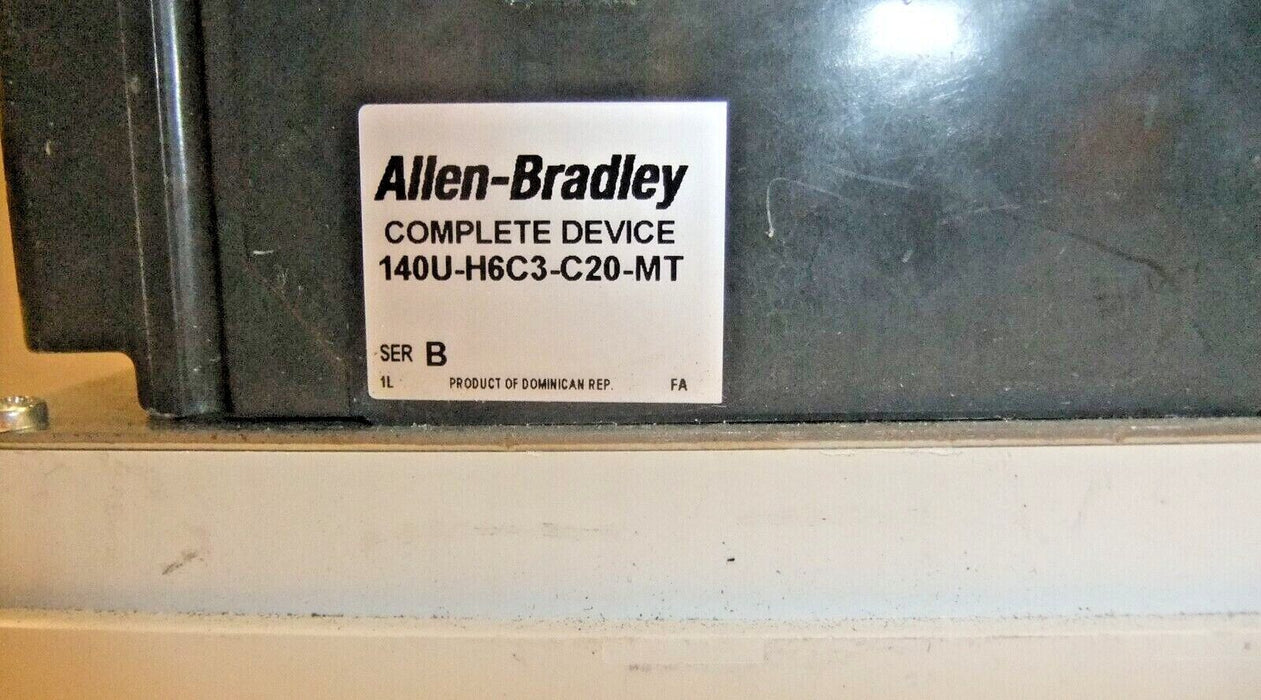 Allen-Bradley
COMPLETE DEVICE
140U-H6C3-C20-MT
SER B
1L PRODUCT OF DOMINICAN REP. FA